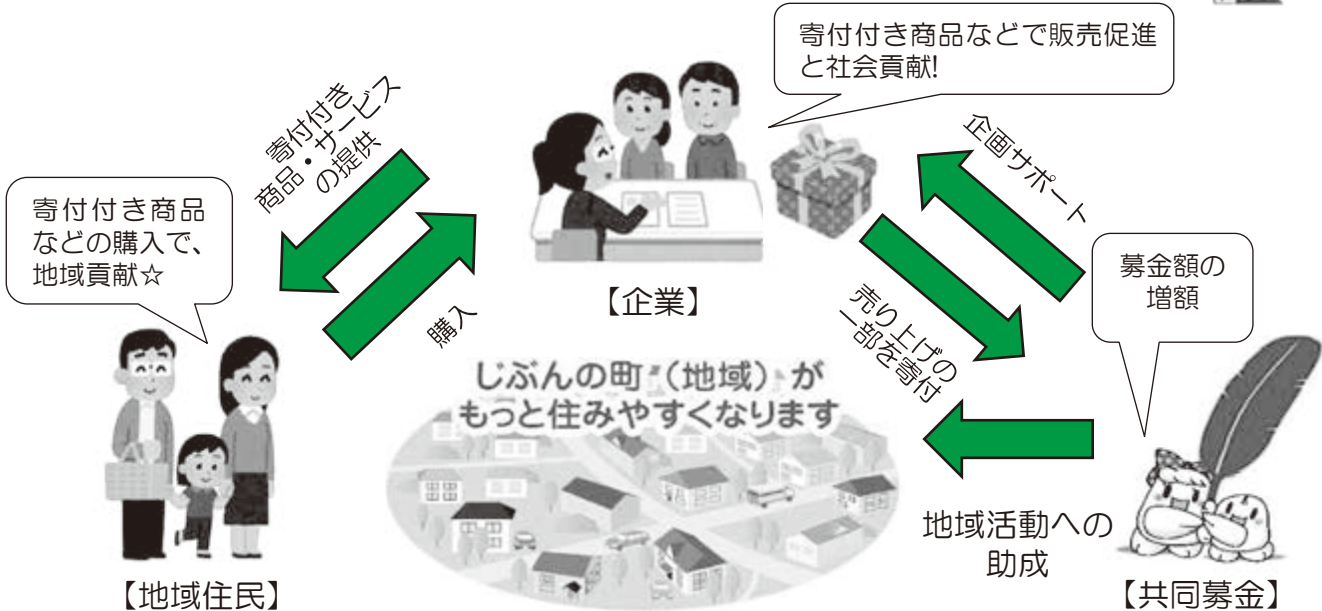 寄付付き商品などで販売促進
と社会貢献!
寄付付き
商品・サービス
の提供
企画サポート
寄付付き商品
などの購入で、
地域貢献☆
募金額の
増額
【企業】
購入
売り上げの
一部を寄付
じぶんの町（地域）が
もっと住みやすくなります
地域活動への
助成
【地域住民】
【共同募金】